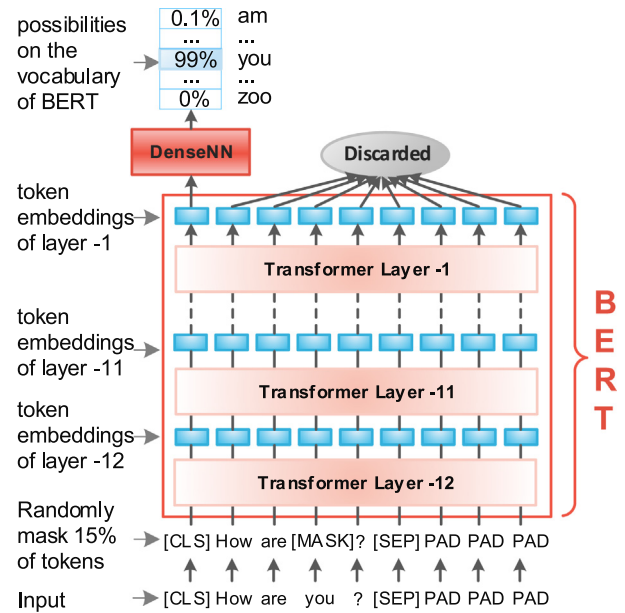 possibilities
on the
vocabulary
of BERT
0.1% am
... ...
99% you
... ...
0% zoo
DenseNN
Discarded
token
embeddings
of layer -1
Transformer Layer -1
token
embeddings
of layer -11
Transformer Layer -11
token
embeddings
of layer -12
Transformer Layer -12
B
E
R
T
Randomly
mask 15%
of tokens
[CLS] How are [MASK] ? [SEP] PAD PAD PAD
Input [CLS] How are you ? [SEP] PAD PAD PAD